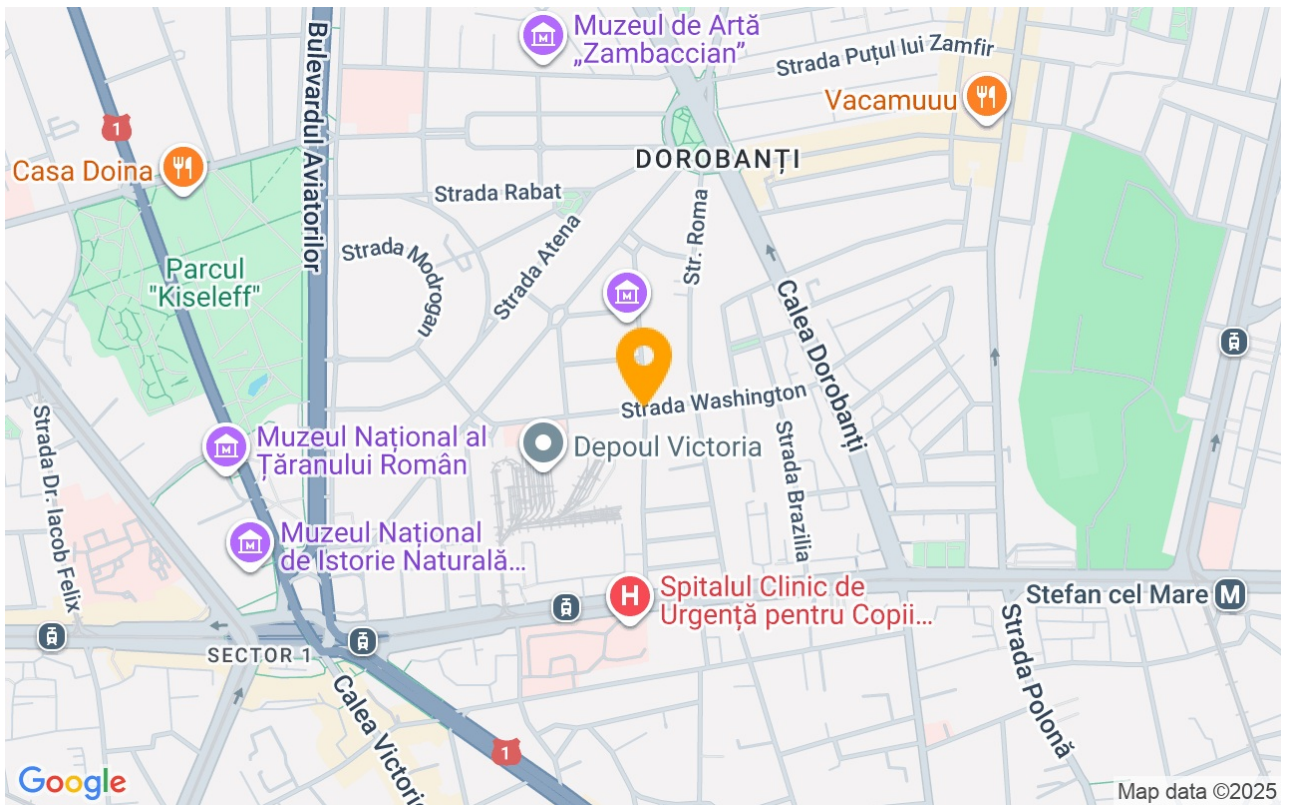 Muzeul de Artă
„Zambaccian”
Strada Puțul lui Zamfir
Bulevardul Aviatorilor
Vacamuuu
1
Casa Doina
DOROBANȚI
Strada Rabat
Str. Roma
Strada Atena
Strada Modrogan
Parcul
"Kiseleff"
M
Calea Dorobanți
Strada Washington
Strada Dr. Iacob Felix
Muzeul Național al
Țăranului Român
M
Depoul Victoria
Strada Brazilia
Muzeul Național
de Istorie Naturală...
M
H
Spitalul Clinic de
Urgență pentru Copii...
Stefan cel Mare M
Strada Polonă
SECTOR 1
Calea Victorie
1
Google
Map data ©2025